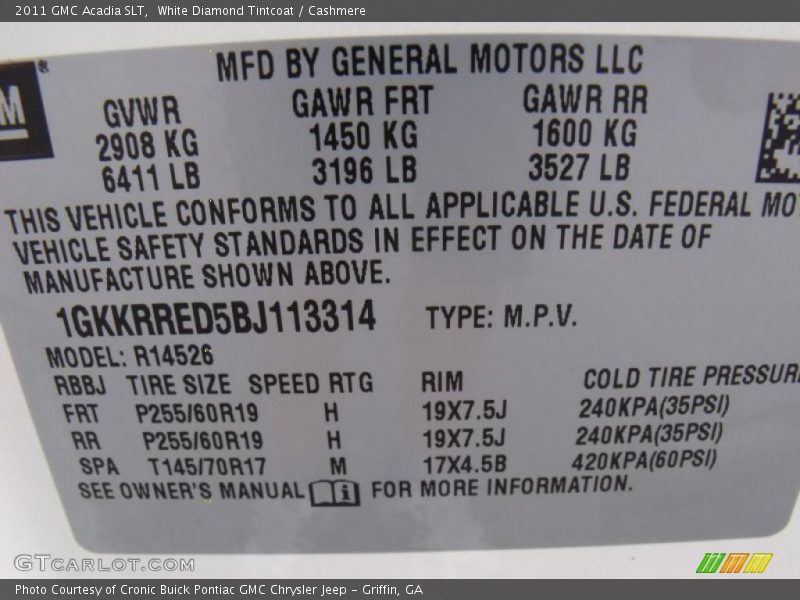 2011 GMC Acadia SLT, White Diamond Tintcoat / Cashmere
MFD BY GENERAL MOTORS LLC
GM
GVWR GAWR FRT GAWR RR
2908 KG 1450 KG 1600 KG
6411 LB 3196 LB 3527 LB
THIS VEHICLE CONFORMS TO ALL APPLICABLE U.S. FEDERAL MO
VEHICLE SAFETY STANDARDS IN EFFECT ON THE DATE OF
MANUFACTURE SHOWN ABOVE.
1GKKRRED5BJ113314 TYPE: M.P.V.
MODEL: R14526
RBBJ TIRE SIZE SPEED RTG RIM COLD TIRE PRESSURE
FRT P255/60R19 H 19X7.5J 240KPA(35PSI)
RR P255/60R19 H 19X7.5J 240KPA(35PSI)
SPA T145/70R17 M 17X4.5B 420KPA(60PSI)
SEE OWNER'S MANUAL i FOR MORE INFORMATION.
GTCARLOT.COM
Photo Courtesy of Cronic Buick Pontiac GMC Chrysler Jeep - Griffin, GA